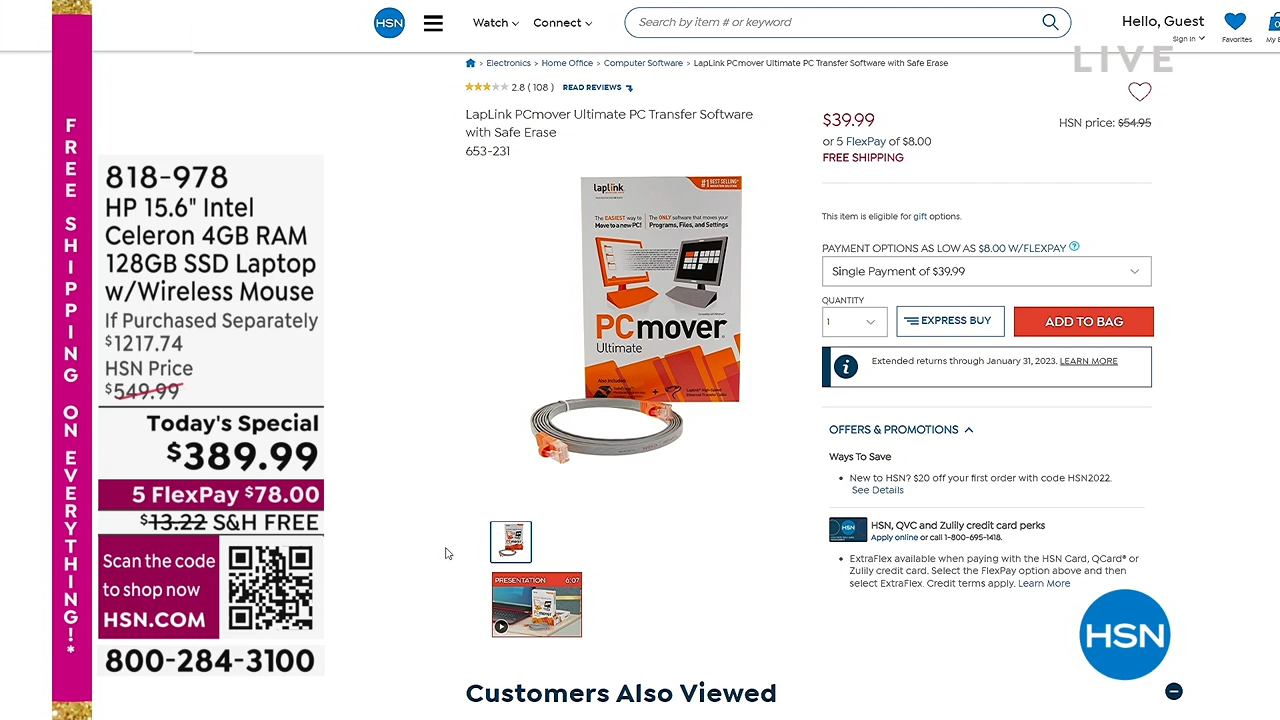 FREE SHIPPING ON EVERYTHING!*
818-978
HP 15.6" Intel
Celeron 4GB RAM
128GB SSD Laptop
w/Wireless Mouse
If Purchased Separately
$1217.74
HSN Price
$549.99
Today's Special
$389.99
5 FlexPay $78.00
$13.22 S&H FREE
Scan the code
to shop now
HSN.COM
800-284-3100
HSN
Watch
Connect
Search by item # or keyword
Hello, Guest
Sign In
Favorites
LIVE
Electronics > Home Office > Computer Software > LapLink PCmover Ultimate PC Transfer Software with Safe Erase
2.8 ( 108 ) READ REVIEWS
LapLink PCmover Ultimate PC Transfer Software
with Safe Erase
653-231
laplink
#1 BEST SELLING
The EASIEST way to
Move to a new PC!
The ONLY software that moves your
Programs, Files, and Settings
PCmover
Ultimate
Also Includes:
PRESENTATION 6:07
$39.99
HSN price: $54.95
or 5 FlexPay of $8.00
FREE SHIPPING
This item is eligible for gift options.
PAYMENT OPTIONS AS LOW AS $8.00 W/FLEXPAY ?
Single Payment of $39.99
QUANTITY
1
EXPRESS BUY
ADD TO BAG
Extended returns through January 31, 2023. LEARN MORE
OFFERS & PROMOTIONS
Ways To Save
• New to HSN? $20 off your first order with code HSN2022.
See Details
HSN, QVC and Zulily credit card perks
Apply online or call 1-800-695-1418.
• ExtraFlex available when paying with the HSN Card, QCard® or
Zulily credit card. Select the FlexPay option above and then
select ExtraFlex. Credit terms apply. Learn More
HSN
Customers Also Viewed